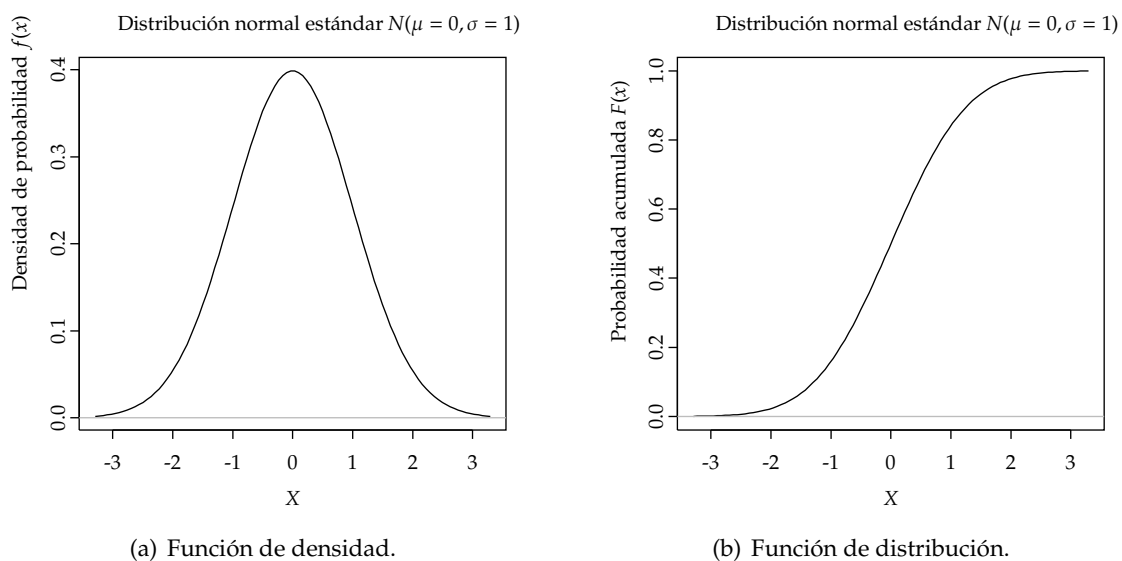 Distribución normal estándar N(μ = 0, σ = 1)
Densidad de probabilidad f(x)
0.4
0.3
0.2
0.1
0.0
-3 -2 -1 0 1 2 3
X
(a) Función de densidad.
Distribución normal estándar N(μ = 0, σ = 1)
Probabilidad acumulada F(x)
1.0
0.8
0.6
0.4
0.2
0.0
-3 -2 -1 0 1 2 3
X
(b) Función de distribución.